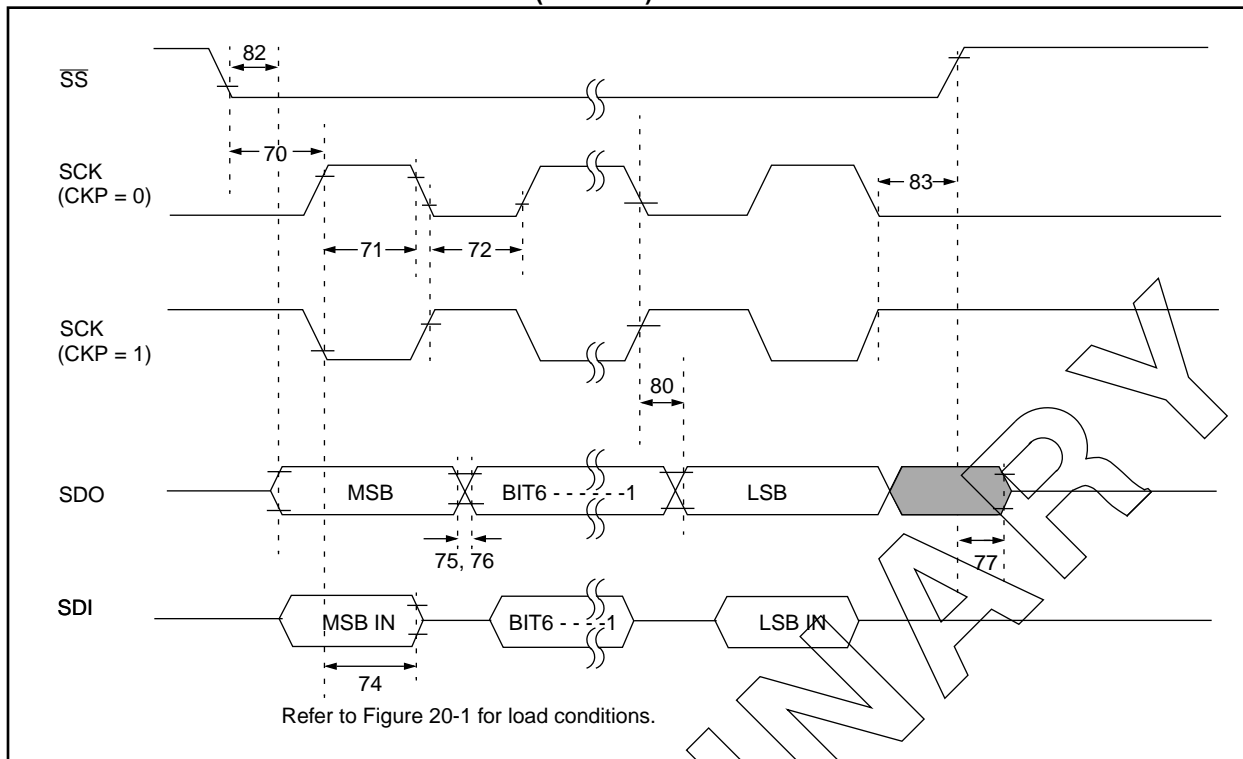 82
SS
70
SCK
(CKP = 0)
83
71
72
SCK
(CKP = 1)
80
SDO
MSB
BIT6 - - - - - -1
LSB
75, 76
77
SDI
MSB IN
BIT6 - - - -1
LSB IN
74
Refer to Figure 20-1 for load conditions.
NARY